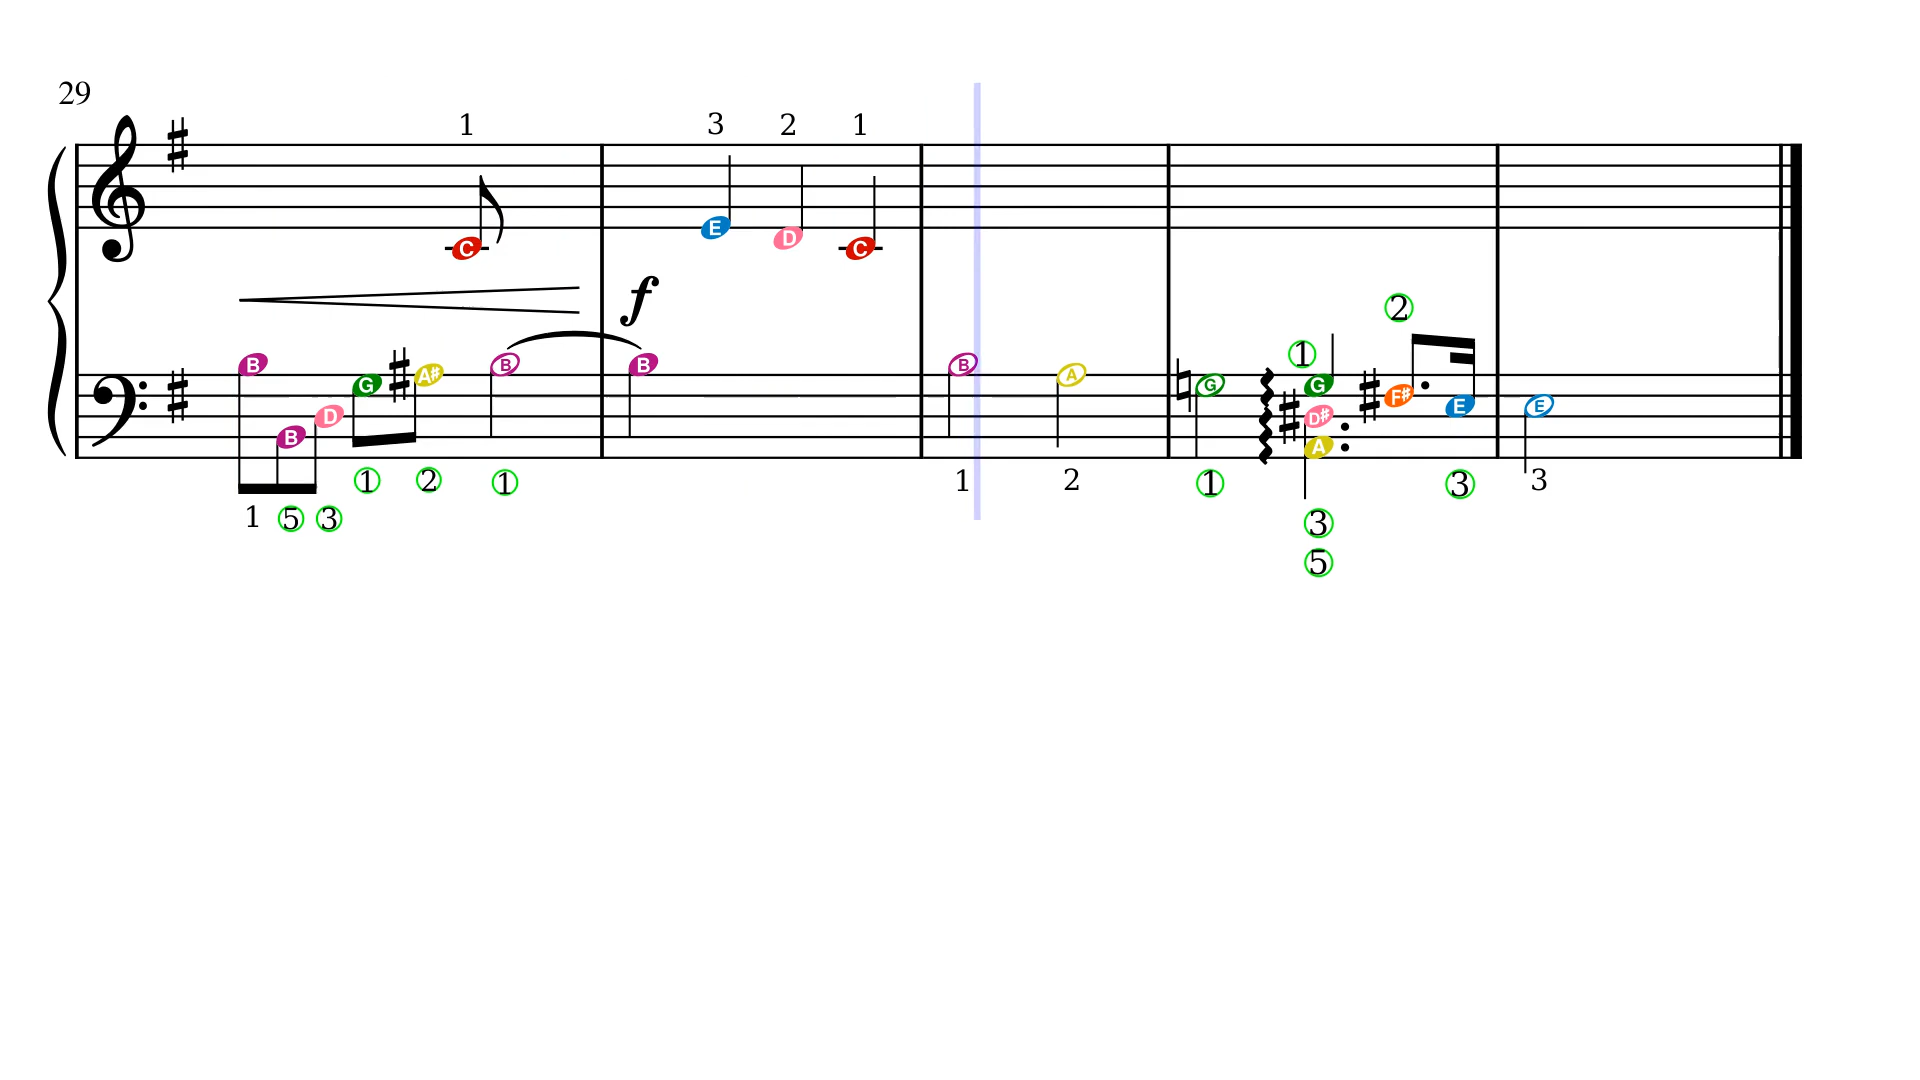 29
1 3 2 1
C E D C
f
2
1
B B D G A# B B B A G G D# A F# E E
1 2 1 1 2 1 3 3
1 5 3 3
5